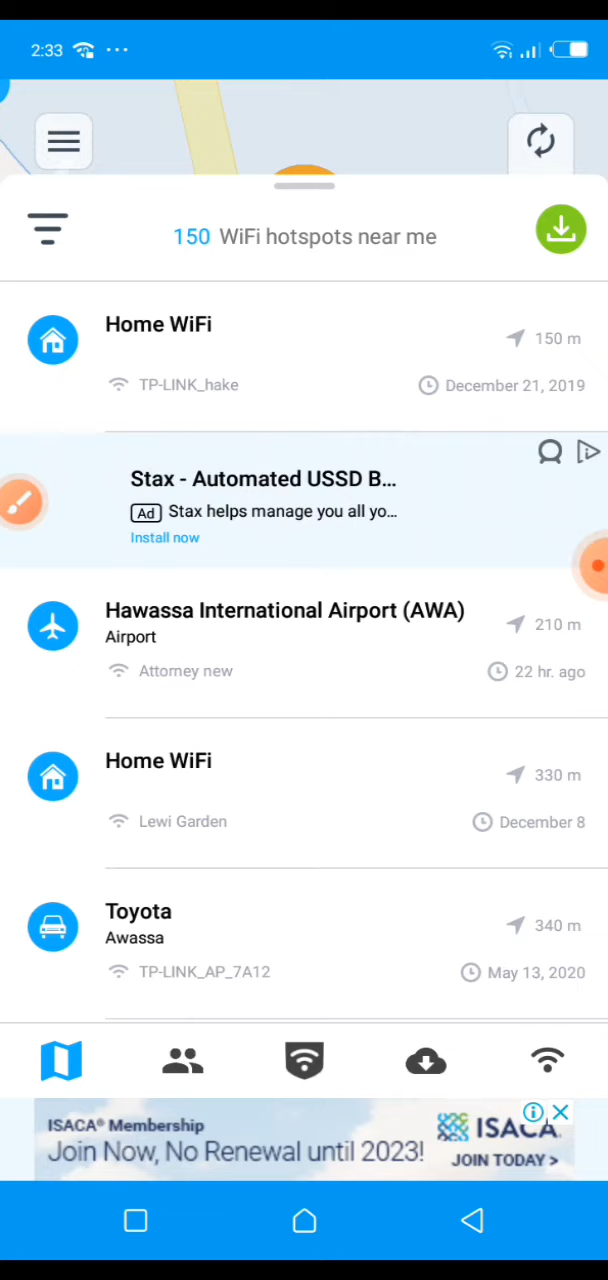 2:33
150 WiFi hotspots near me
Home WiFi
150 m
TP-LINK_hake
December 21, 2019
Stax - Automated USSD B...
Ad Stax helps manage you all yo...
Install now
Hawassa International Airport (AWA)
210 m
Airport
Attorney new
22 hr. ago
Home WiFi
330 m
Lewi Garden
December 8
Toyota
340 m
Awassa
TP-LINK_AP_7A12
May 13, 2020
ISACA® Membership
Join Now, No Renewal until 2023!
ISACA.
JOIN TODAY >